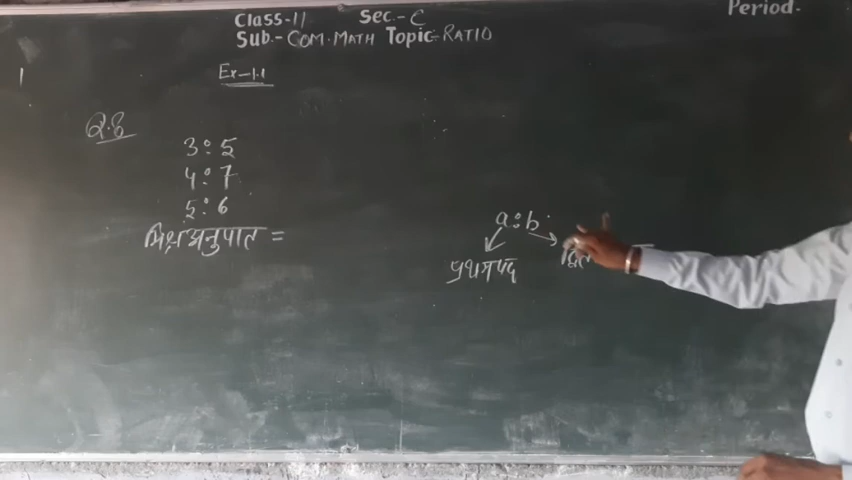 Class-11 Sec.-C Period-
Sub.-COM.MATH Topic-RATIO
Ex-1.1
Q.8
3:5
4:7
5:6
मिश्रअनुपात =
a:b
प्रथमपद